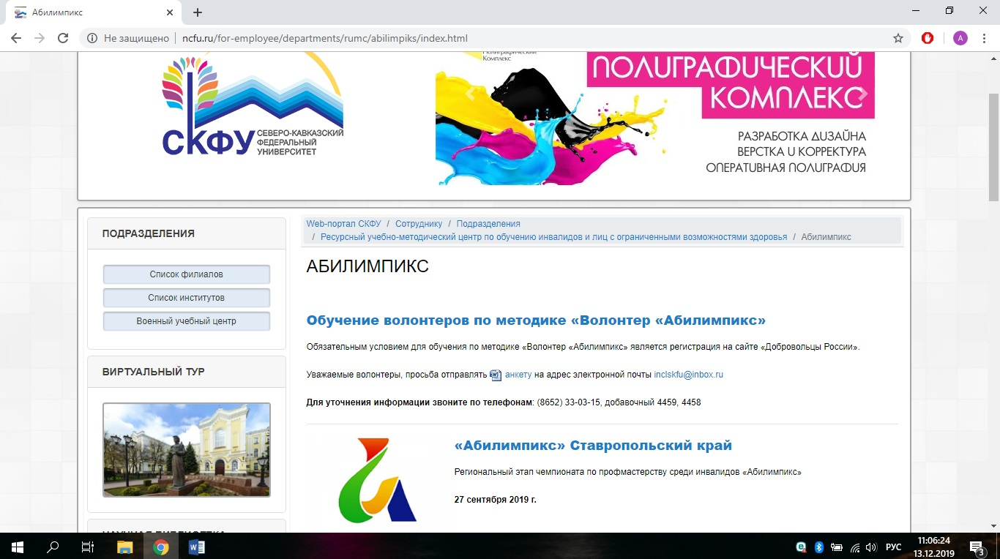 Абилимпикс
Не защищено
ncfu.ru/for-employee/departments/rumc/abilimpiks/index.html
A
СКФУ
СЕВЕРО-КАВКАЗСКИЙ
ФЕДЕРАЛЬНЫЙ
УНИВЕРСИТЕТ
Полиграфический
Комплекс
ПОЛИГРАФИЧЕСКИЙ
КОМПЛЕКС
РАЗРАБОТКА ДИЗАЙНА
ВЕРСТКА И КОРРЕКТУРА
ОПЕРАТИВНАЯ ПОЛИГРАФИЯ
ПОДРАЗДЕЛЕНИЯ
Список филиалов
Список институтов
Военный учебный центр
ВИРТУАЛЬНЫЙ ТУР
НАУЧНАЯ БИБЛИОТЕКА
Web-портал СКФУ / Сотруднику / Подразделения
/ Ресурсный учебно-методический центр по обучению инвалидов и лиц с ограниченными возможностями здоровья / Абилимпикс
АБИЛИМПИКС
Обучение волонтеров по методике «Волонтер «Абилимпикс»
Обязательным условием для обучения по методике «Волонтер «Абилимпикс» является регистрация на сайте «Добровольцы России».
Уважаемые волонтеры, просьба отправлять анкету на адрес электронной почты inclskfu@inbox.ru
Для уточнения информации звоните по телефонам: (8652) 33-03-15, добавочный 4459, 4458
«Абилимпикс» Ставропольский край
Региональный этап чемпионата по профмастерству среди инвалидов «Абилимпикс»
27 сентября 2019 г.
РУС
11:06:24
13.12.2019
3